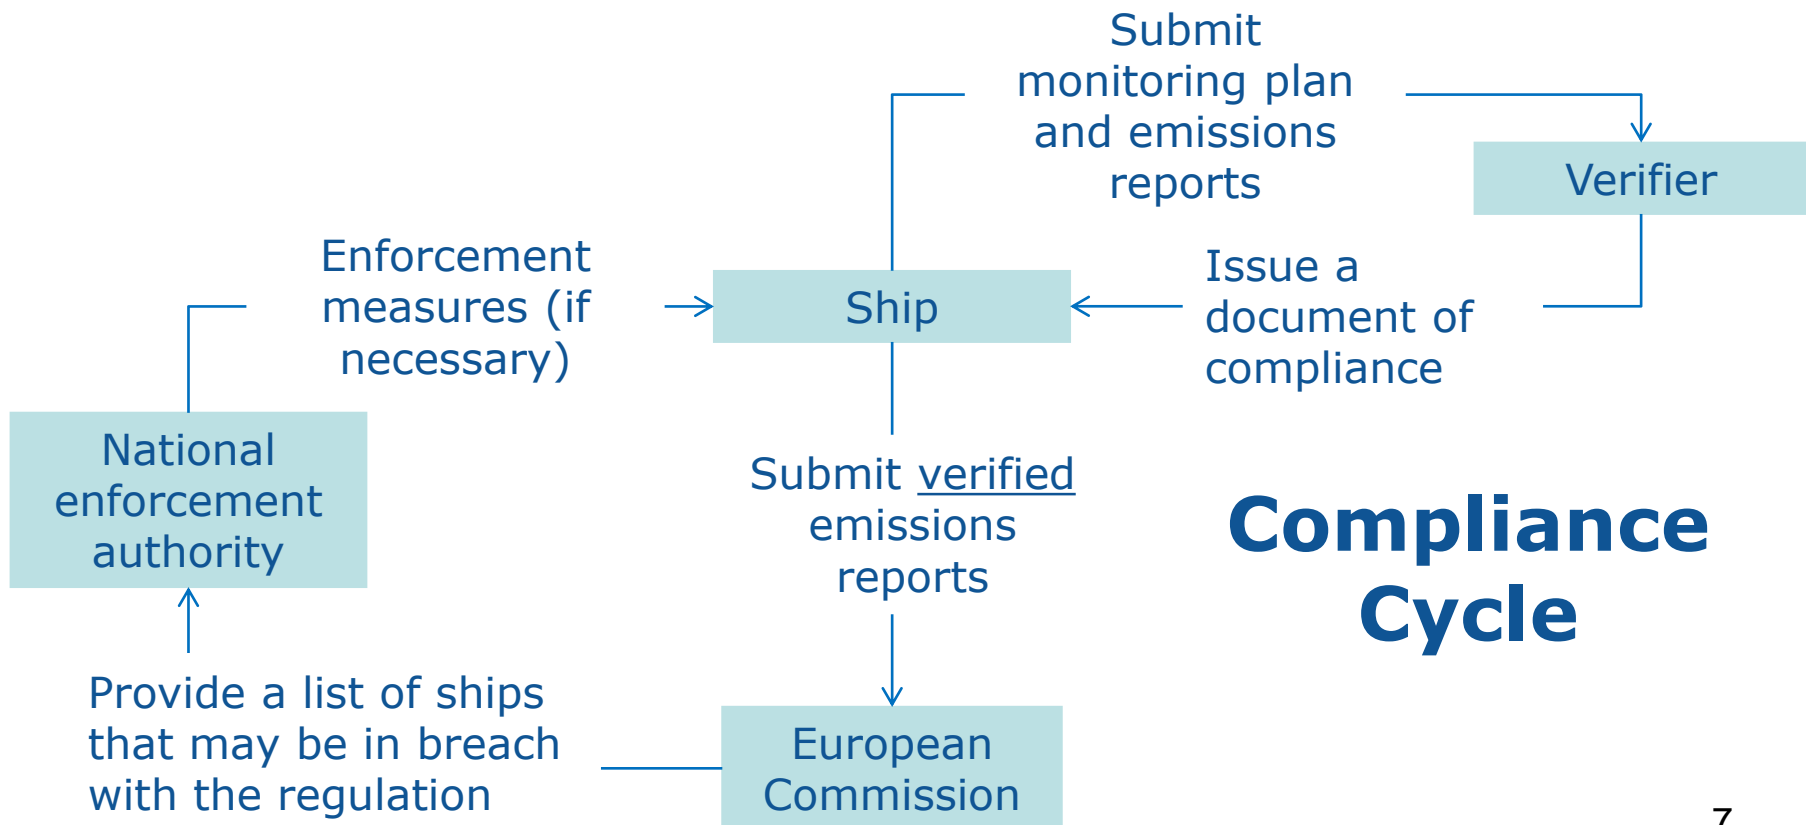 Submit
monitoring plan
and emissions
reports
Verifier
Enforcement
measures (if
necessary)
Ship
Issue a
document of
compliance
National
enforcement
authority
Submit verified
emissions
reports
Compliance
Cycle
Provide a list of ships
that may be in breach
with the regulation
European
Commission
7